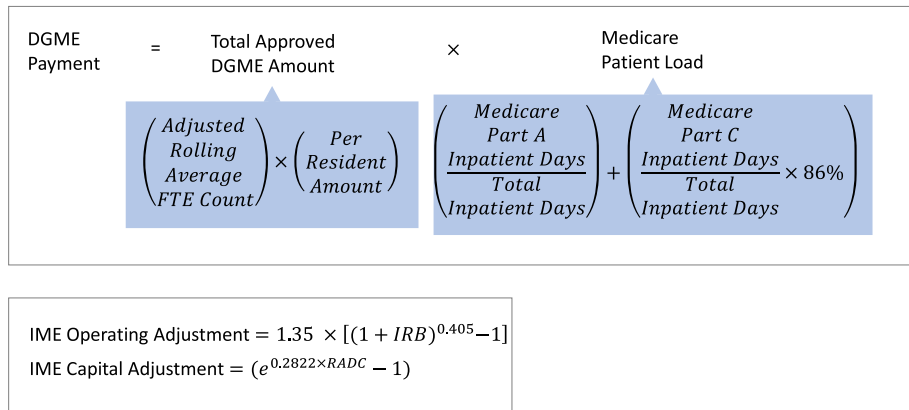 DGME Payment = Total Approved DGME Amount × Medicare Patient Load
(Adjusted Rolling Average FTE Count) × (Per Resident Amount) (Medicare Part A Inpatient Days / Total Inpatient Days) + (Medicare Part C Inpatient Days / Total Inpatient Days × 86%)
IME Operating Adjustment = 1.35 × [(1 + IRB)^0.405 − 1]
IME Capital Adjustment = (e^0.2822×RADC − 1)